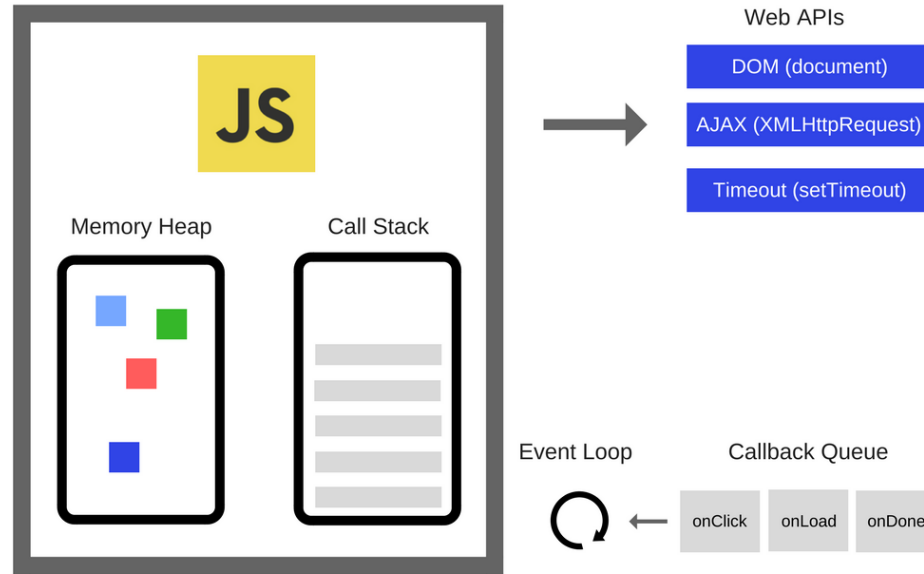 Web APIs
DOM (document)
JS
AJAX (XMLHttpRequest)
Timeout (setTimeout)
Memory Heap
Call Stack
Event Loop
Callback Queue
onClick
onLoad
onDone